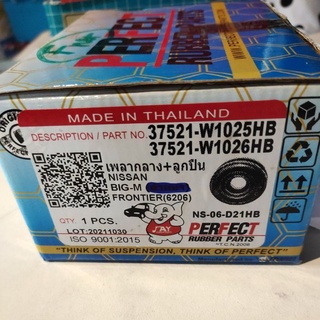 PERFECT
RUBBER PARTS
MADE IN THAILAND
DESCRIPTION / PART NO. 37521-W1025HB
37521-W1026HB
เพลากลาง+ลูกปืน
NISSAN
BIG-M
FRONTIER(6206)
NS-06-D21HB
QTY. 1 PCS.
LOT:20211030
ISO 9001:2015
PERFECT
RUBBER PARTS
"THINK OF SUSPENSION, THINK OF PERFECT"